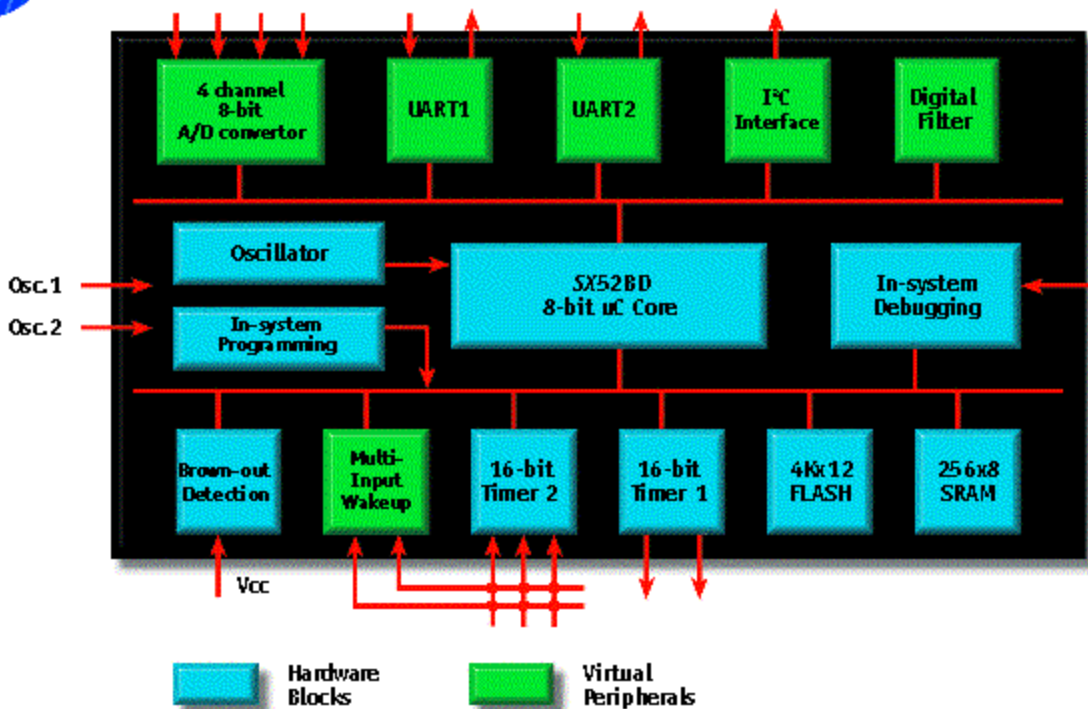 4 channel
8-bit
A/D convertor
UART1
UART2
I²C
Interface
Digital
Filter
Oscillator
SX52BD
8-bit uC Core
In-system
Debugging
Osc.1
Osc.2
In-system
Programming
Brown-out
Detection
Multi-
Input
Wakeup
16-bit
Timer 2
16-bit
Timer 1
4Kx12
FLASH
256x8
SRAM
Vcc
Hardware
Blocks
Virtual
Peripherals